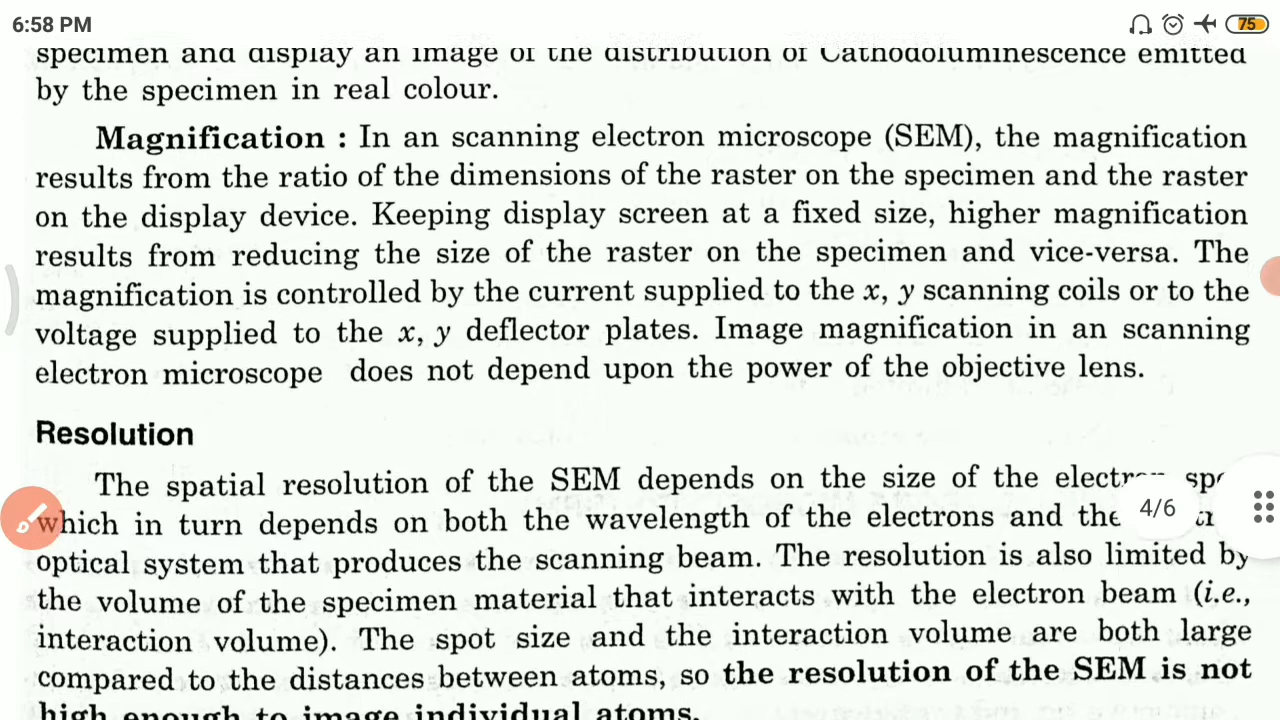 6:58 PM
75
specimen and display an image of the distribution of Cathodoluminescence emitted
by the specimen in real colour.
Magnification : In an scanning electron microscope (SEM), the magnification
results from the ratio of the dimensions of the raster on the specimen and the raster
on the display device. Keeping display screen at a fixed size, higher magnification
results from reducing the size of the raster on the specimen and vice-versa. The
magnification is controlled by the current supplied to the x, y scanning coils or to the
voltage supplied to the x, y deflector plates. Image magnification in an scanning
electron microscope does not depend upon the power of the objective lens.
Resolution
The spatial resolution of the SEM depends on the size of the
4/6
which in turn depends on both the wavelength of the electrons and the
optical system that produces the scanning beam. The resolution is also limited by
the volume of the specimen material that interacts with the electron beam (i.e.,
interaction volume). The spot size and the interaction volume are both large
compared to the distances between atoms, so the resolution of the SEM is not
high enough to image individual atoms.